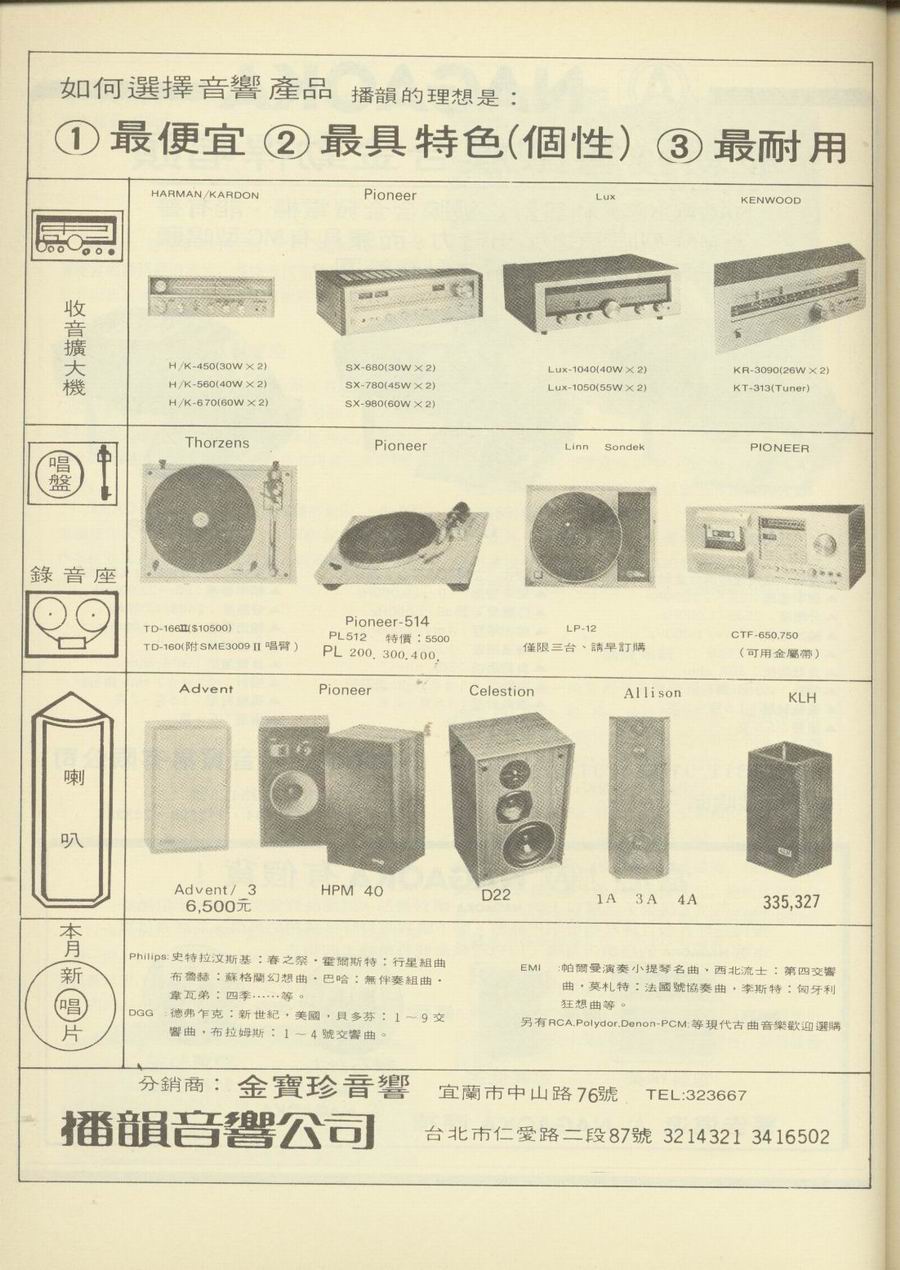 如何選擇音響產品 播韻的理想是：
①最便宜 ②最具特色(個性) ③最耐用
收音擴大機
HARMAN/KARDON
H/K-450(30W×2)
H/K-560(40W×2)
H/K-670(60W×2)
Pioneer
SX-680(30W×2)
SX-780(45W×2)
SX-980(60W×2)
Lux
Lux-1040(40W×2)
Lux-1050(55W×2)
KENWOOD
KR-3090(26W×2)
KT-313(Tuner)
唱盤
錄音座
Thorzens
TD-166II($10500)
TD-160(附SME3009 II 唱臂)
Pioneer
Pioneer-514
PL512 特價：5500
PL 200. 300.400.
Linn Sondek
LP-12
僅限三台、請早訂購
PIONEER
CTF-650,750
(可用金屬帶)
喇叭
Advent
Advent/ 3
6,500元
Pioneer
HPM 40
Celestion
D22
Allison
1A 3A 4A
KLH
KLH
335,327
本月新唱片
Philips:史特拉汶斯基：春之祭・霍爾斯特：行星組曲
布魯赫：蘇格蘭幻想曲・巴哈：無伴奏組曲・
韋瓦弟：四季……等。
DGG :德弗乍克：新世紀，美國，貝多芬：1～9交
響曲，布拉姆斯：1～4號交響曲。
EMI :帕爾曼演奏小提琴名曲，西北流士：第四交響
曲，莫札特：法國號協奏曲，李斯特：匈牙利
狂想曲等。
另有RCA.Polydor.Denon-PCM:等現代古曲音樂歡迎選購
分銷商：金寶珍音響 宜蘭市中山路76號 TEL:323667
播韻音響公司 台北市仁愛路二段87號 3214321 3416502